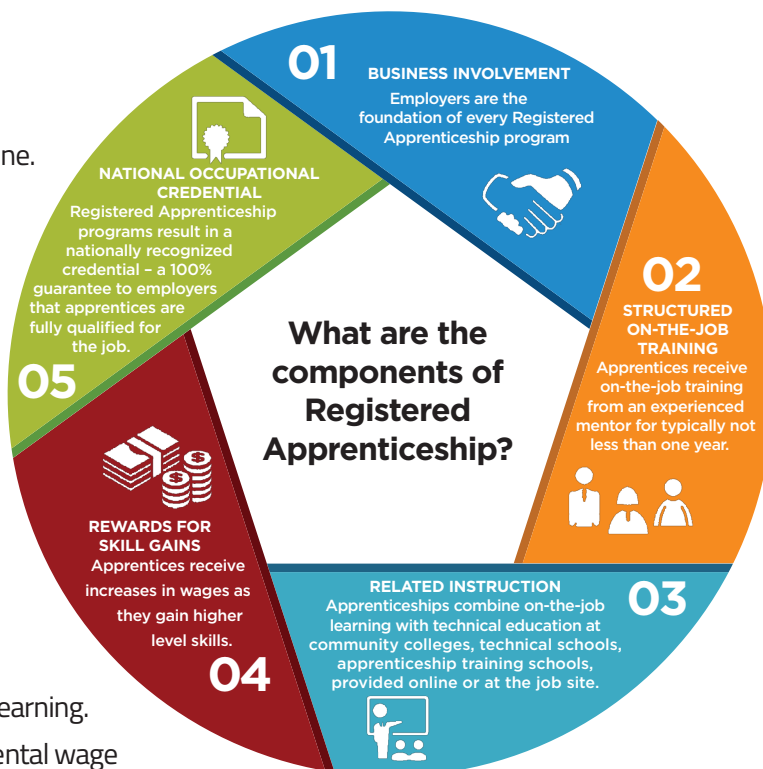 01
BUSINESS INVOLVEMENT
Employers are the
foundation of every Registered
Apprenticeship program
02
STRUCTURED
ON-THE-JOB
TRAINING
Apprentices receive
on-the-job training
from an experienced
mentor for typically not
less than one year.
RELATED INSTRUCTION
03
Apprenticeships combine on-the-job
learning with technical education at
community colleges, technical schools,
apprenticeship training schools,
provided online or at the job site.
REWARDS FOR
SKILL GAINS
Apprentices receive
increases in wages as
they gain higher
level skills.
04
NATIONAL OCCUPATIONAL
CREDENTIAL
Registered Apprenticeship
programs result in a
nationally recognized
credential – a 100%
guarantee to employers
that apprentices are
fully qualified for
the job.
05
What are the
components of
Registered
Apprenticeship?
ne.
earning.
ental wage